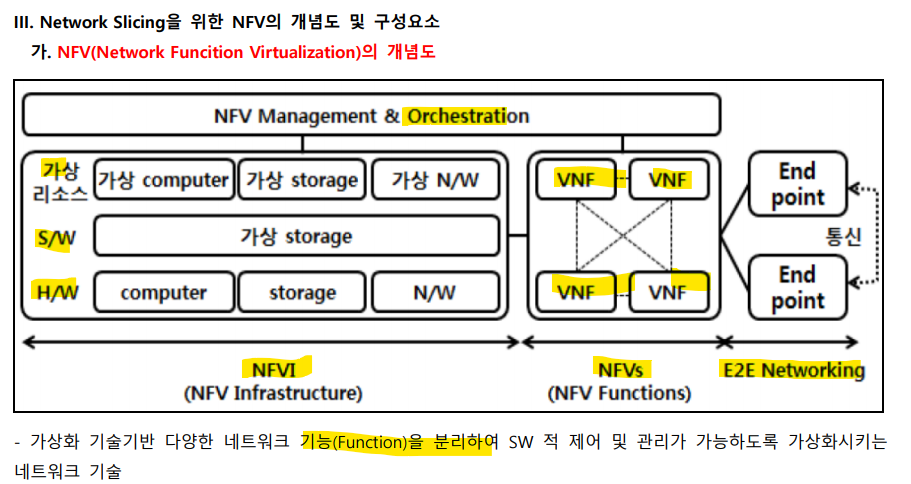 III. Network Slicing을 위한 NFV의 개념도 및 구성요소
가. NFV(Network Funcition Virtualization)의 개념도
NFV Management & Orchestration
가상 리소스
가상 computer
가상 storage
가상 N/W
S/W
가상 storage
H/W
computer
storage
N/W
VNF
VNF
VNF
VNF
End
point
통신
End
point
NFVI
(NFV Infrastructure)
NFVs
(NFV Functions)
E2E Networking
- 가상화 기술기반 다양한 네트워크 기능(Function)을 분리하여 SW 적 제어 및 관리가 가능하도록 가상화시키는
네트워크 기술